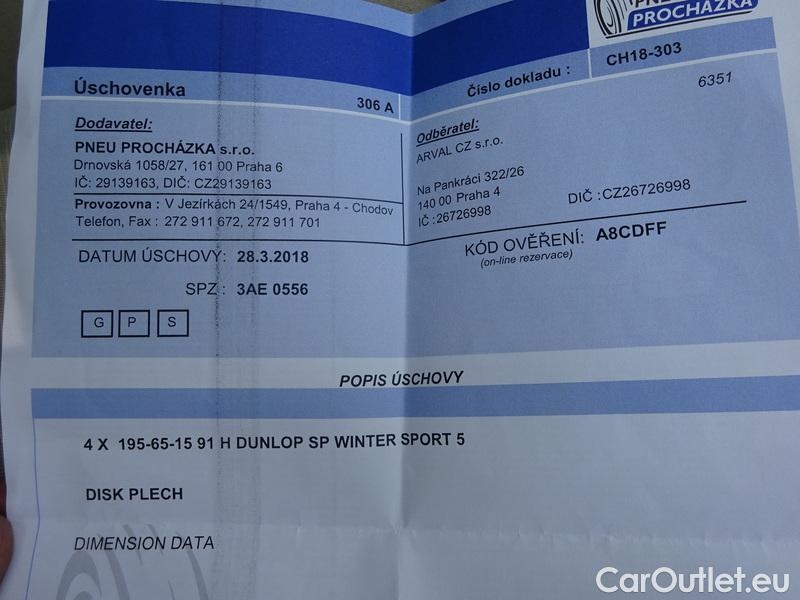 PROCHÁZKA
Úschovenka
306 A
Číslo dokladu :
CH18-303
6351
Dodavatel:
PNEU PROCHÁZKA s.r.o.
Drnovská 1058/27, 161 00 Praha 6
IČ: 29139163, DIČ: CZ29139163
Provozovna : V Jezírkách 24/1549, Praha 4 - Chodov
Telefon, Fax : 272 911 672, 272 911 701
Odběratel:
ARVAL CZ s.r.o.
Na Pankráci 322/26
140 00 Praha 4
IČ :26726998
DIČ :CZ26726998
DATUM ÚSCHOVY: 28.3.2018
KÓD OVĚŘENÍ: A8CDFF
(on-line rezervace)
SPZ : 3AE 0556
G P S
POPIS ÚSCHOVY
4 X 195-65-15 91 H DUNLOP SP WINTER SPORT 5
DISK PLECH
DIMENSION DATA
CarOutlet.eu